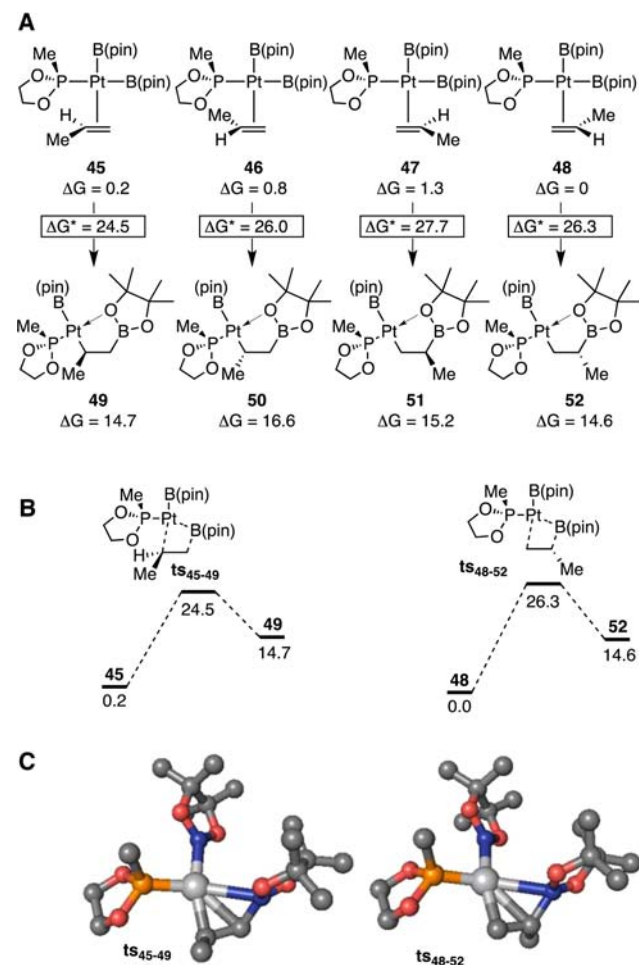 A
Me B(pin) Me B(pin) Me B(pin) Me B(pin)
O P Pt B(pin) O P Pt B(pin) O P Pt B(pin) O P Pt B(pin)
O O O O
H Me H Me
Me H Me H
45 46 47 48
ΔG = 0.2 ΔG = 0.8 ΔG = 1.3 ΔG = 0
ΔG* = 24.5 ΔG* = 26.0 ΔG* = 27.7 ΔG* = 26.3
(pin) (pin) (pin) (pin)
B O B O B O B O
Me Pt B O Me Pt B O Me Pt B O Me Pt B O
O P O P O P O P
O Me O Me O Me O Me
49 50 51 52
ΔG = 14.7 ΔG = 16.6 ΔG = 15.2 ΔG = 14.6
B
Me B(pin) Me B(pin)
O P Pt O P Pt
O B(pin) O B(pin)
H
Me Me
ts45-49 ts48-52
24.5 49 26.3 52
14.7 14.6
45 48
0.2 0.0
C
ts45-49 ts48-52